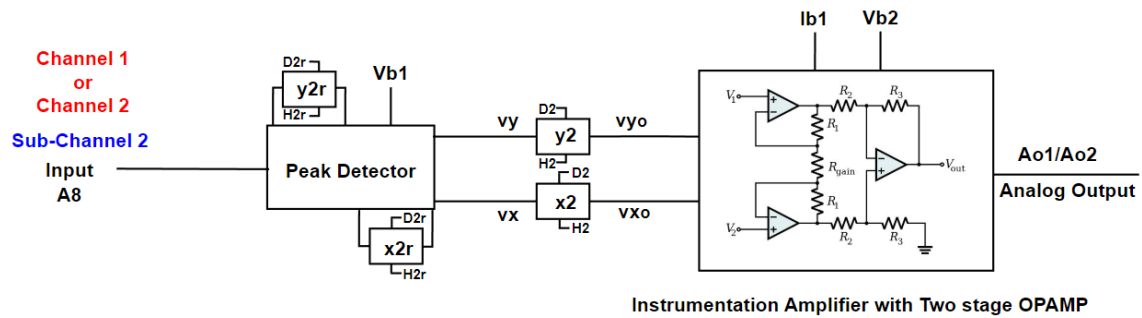 Ib1
Vb2
Channel 1
or
Channel 2
Sub-Channel 2
Input
A8
D2r
y2r
H2r
Vb1
Peak Detector
D2r
x2r
H2r
vy
D2
y2
H2
vyo
vx
D2
x2
H2
vxo
V1
R2
R3
R1
Rgain
Vout
R1
V2
R2
R3
Ao1/Ao2
Analog Output
Instrumentation Amplifier with Two stage OPAMP